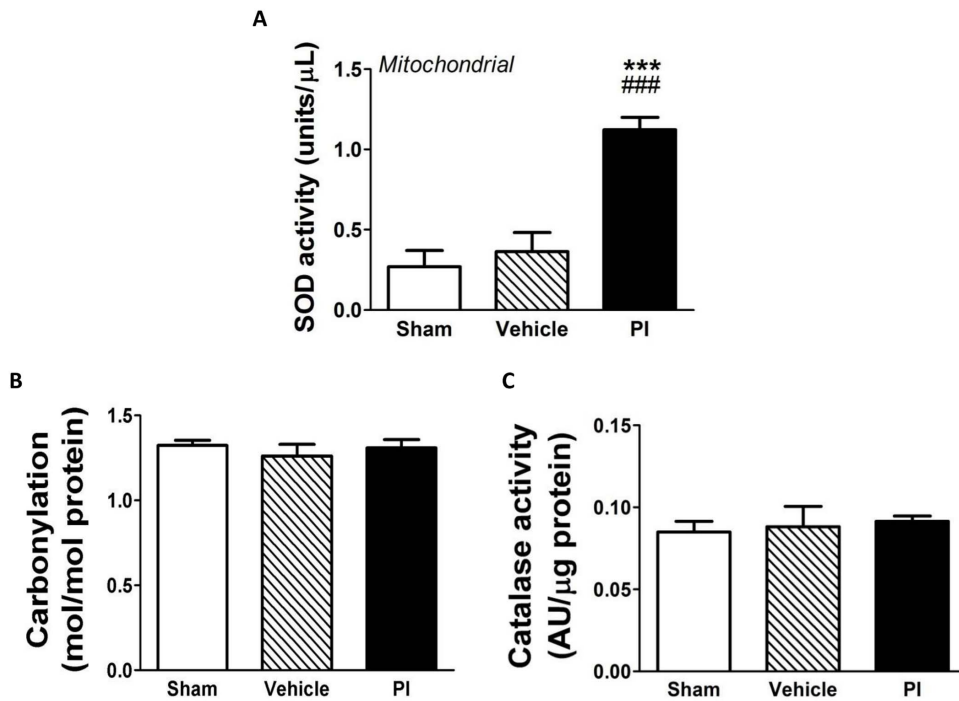 A
SOD activity (units/μL)
Mitochondrial
***
###
1.5
1.0
0.5
0.0
Sham Vehicle PI
B
Carbonylation
(mol/mol protein)
1.5
1.0
0.5
0.0
Sham Vehicle PI
C
Catalase activity
(AU/μg protein)
0.15
0.10
0.05
0.00
Sham Vehicle PI